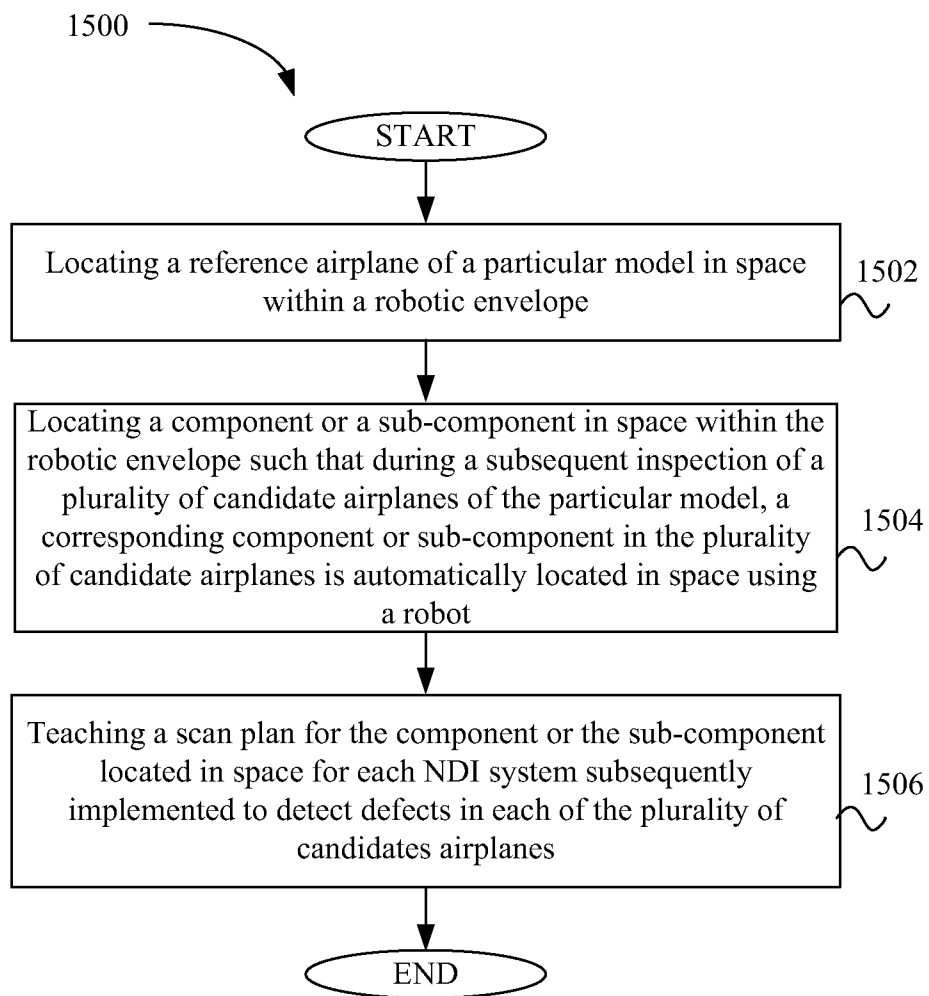 1500
START
Locating a reference airplane of a particular model in space
within a robotic envelope
1502
Locating a component or a sub-component in space within the
robotic envelope such that during a subsequent inspection of a
plurality of candidate airplanes of the particular model, a
corresponding component or sub-component in the plurality
of candidate airplanes is automatically located in space using
a robot
1504
Teaching a scan plan for the component or the sub-component
located in space for each NDI system subsequently
implemented to detect defects in each of the plurality of
candidates airplanes
1506
END